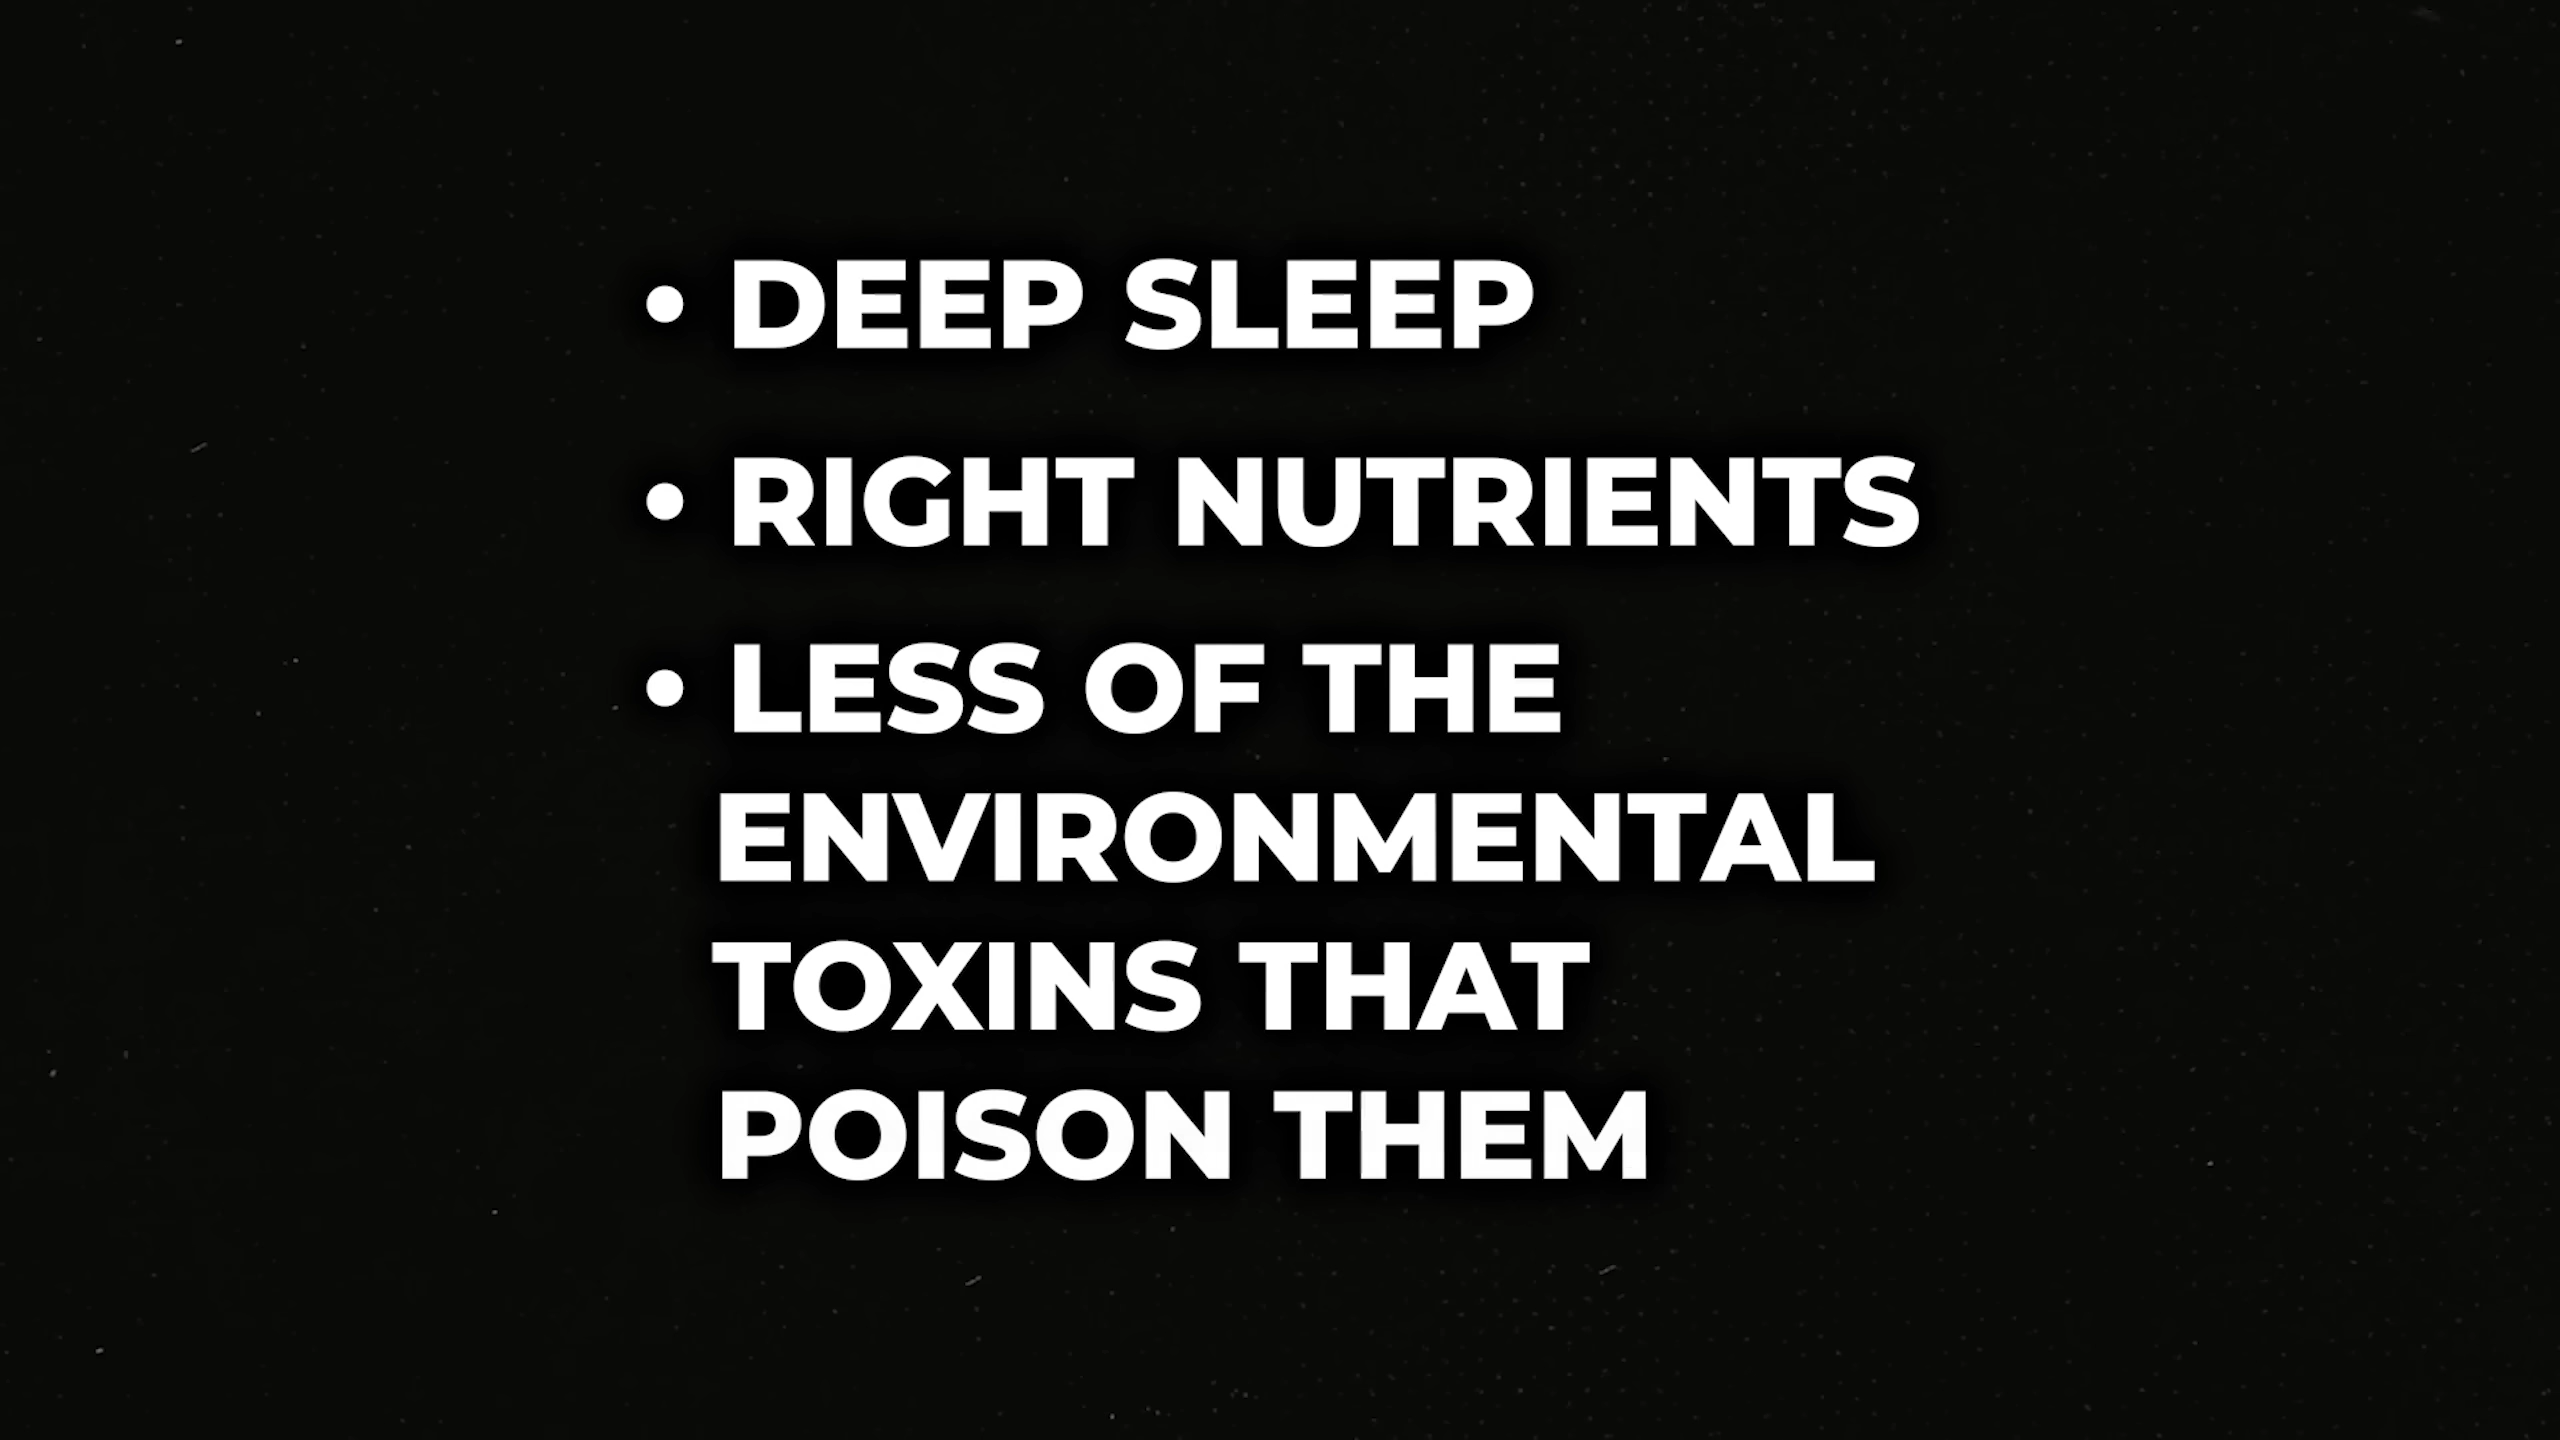 • DEEP SLEEP
• RIGHT NUTRIENTS
• LESS OF THE
ENVIRONMENTAL
TOXINS THAT
POISON THEM